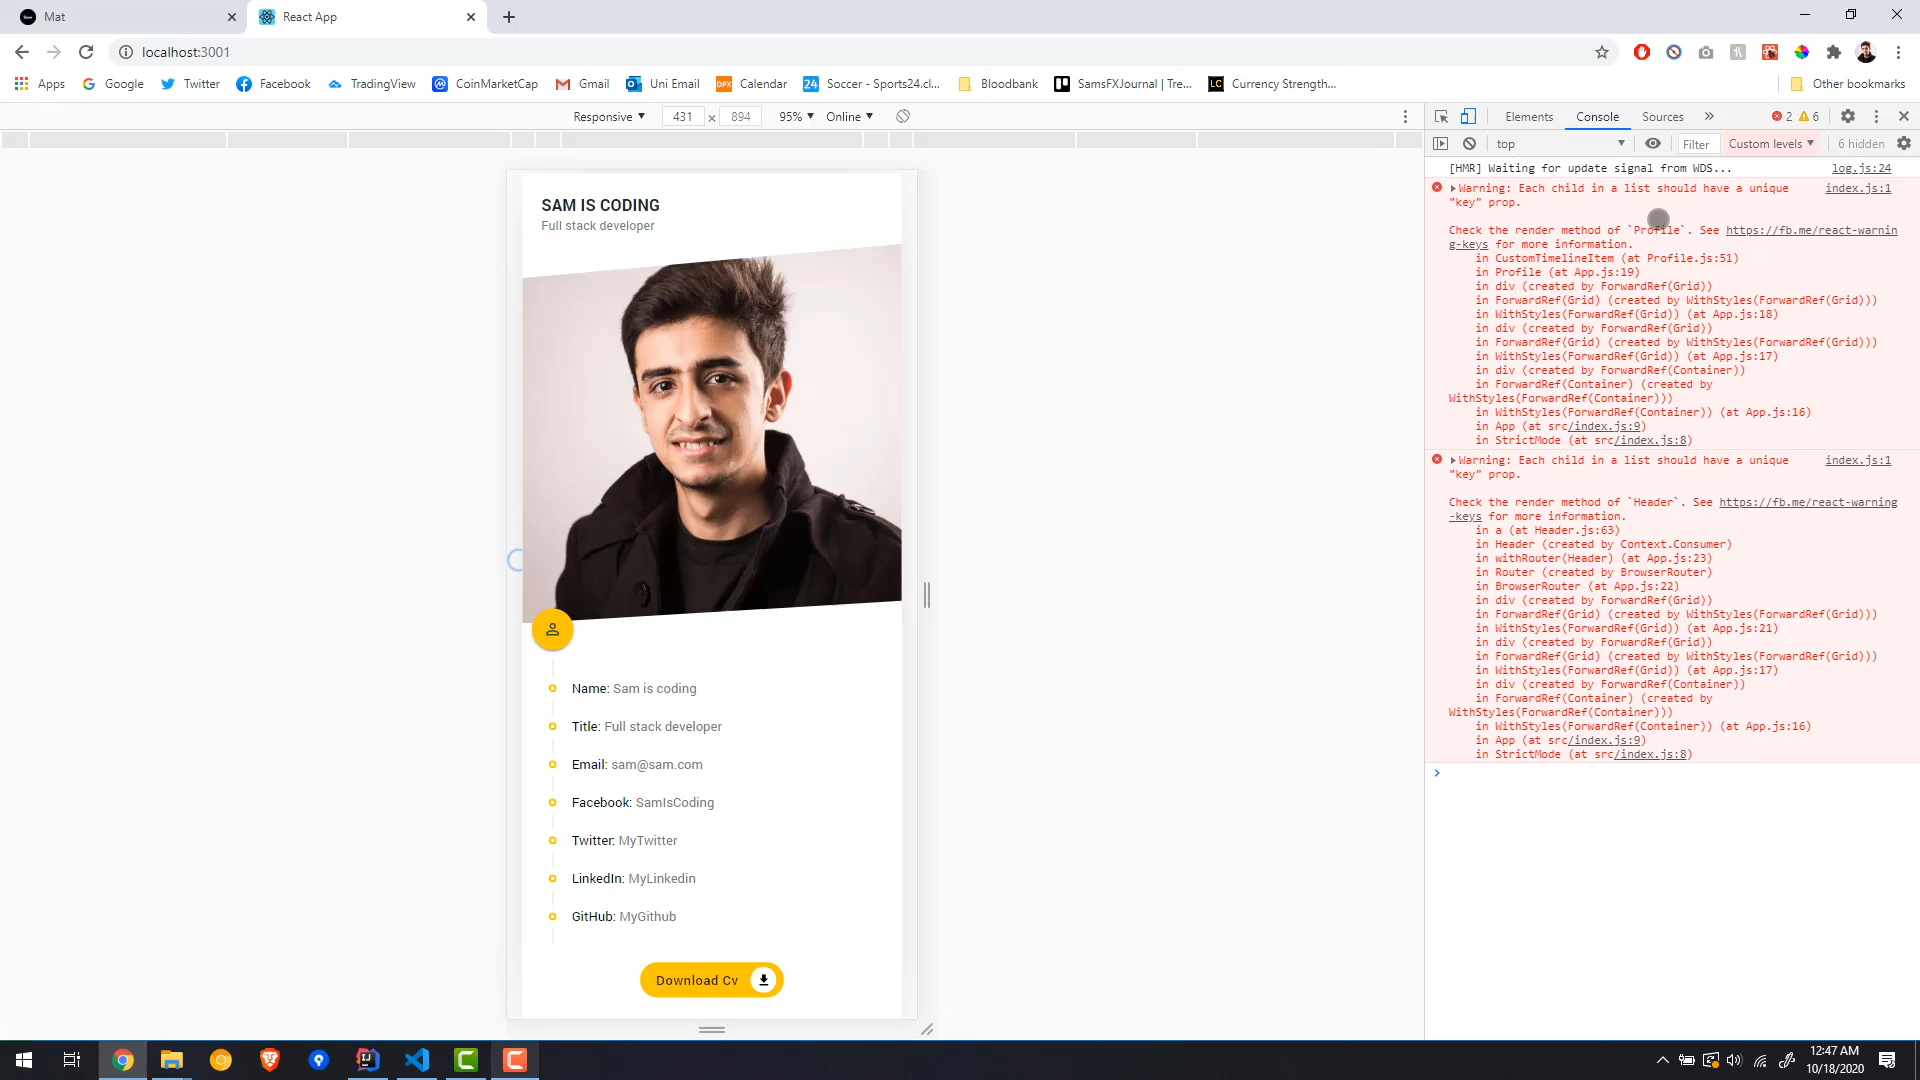 Mat
React App
localhost:3001
Apps
Google
Twitter
Facebook
TradingView
CoinMarketCap
Gmail
Uni Email
Calendar
Soccer - Sports24.cl...
Bloodbank
SamsFXJournal | Tre...
Currency Strength...
Other bookmarks
Responsive
431
×
894
95%
Online
Elements
Console
Sources
2
6
top
Filter
Custom levels
6 hidden
[HMR] Waiting for update signal from WDS...
log.js:24
Warning: Each child in a list should have a unique
index.js:1
"key" prop.
Check the render method of `Profile`. See https://fb.me/react-warnin
g-keys for more information.
in CustomTimelineItem (at Profile.js:51)
in Profile (at App.js:19)
in div (created by ForwardRef(Grid))
in ForwardRef(Grid) (created by WithStyles(ForwardRef(Grid)))
in WithStyles(ForwardRef(Grid)) (at App.js:18)
in div (created by ForwardRef(Grid))
in ForwardRef(Grid) (created by WithStyles(ForwardRef(Grid)))
in WithStyles(ForwardRef(Grid)) (at App.js:17)
in div (created by ForwardRef(Container))
in ForwardRef(Container) (created by
WithStyles(ForwardRef(Container)))
in WithStyles(ForwardRef(Container)) (at App.js:16)
in App (at src/index.js:9)
in StrictMode (at src/index.js:8)
Warning: Each child in a list should have a unique
index.js:1
"key" prop.
Check the render method of `Header`. See https://fb.me/react-warning
-keys for more information.
in a (at Header.js:63)
in Header (created by Context.Consumer)
in withRouter(Header) (at App.js:23)
in Router (created by BrowserRouter)
in BrowserRouter (at App.js:22)
in div (created by ForwardRef(Grid))
in ForwardRef(Grid) (created by WithStyles(ForwardRef(Grid)))
in WithStyles(ForwardRef(Grid)) (at App.js:21)
in div (created by ForwardRef(Grid))
in ForwardRef(Grid) (created by WithStyles(ForwardRef(Grid)))
in WithStyles(ForwardRef(Grid)) (at App.js:17)
in div (created by ForwardRef(Container))
in ForwardRef(Container) (created by
WithStyles(ForwardRef(Container)))
in WithStyles(ForwardRef(Container)) (at App.js:16)
in App (at src/index.js:9)
in StrictMode (at src/index.js:8)
SAM IS CODING
Full stack developer
Name: Sam is coding
Title: Full stack developer
Email: sam@sam.com
Facebook: SamIsCoding
Twitter: MyTwitter
LinkedIn: MyLinkedin
GitHub: MyGithub
Download Cv
12:47 AM
10/18/2020